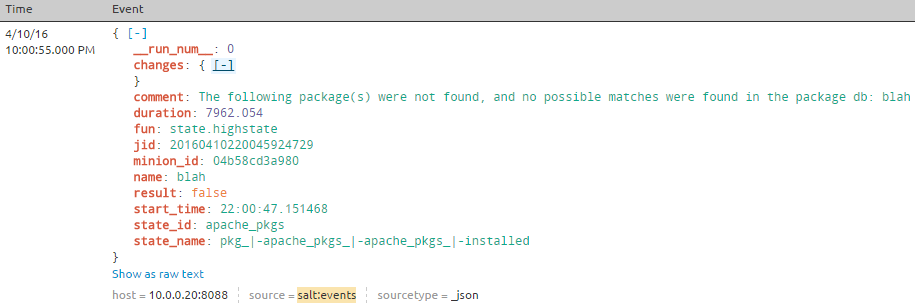 Time Event
4/10/16 { [-]
10:00:55.000 PM __run_num__: 0
changes: { [-]
}
comment: The following package(s) were not found, and no possible matches were found in the package db: blah
duration: 7962.054
fun: state.highstate
jid: 20160410220045924729
minion_id: 04b58cd3a980
name: blah
result: false
start_time: 22:00:47.151468
state_id: apache_pkgs
state_name: pkg_|-apache_pkgs_|-apache_pkgs_|-installed
}
Show as raw text
host = 10.0.0.20:8088 source = salt:events sourcetype = _json